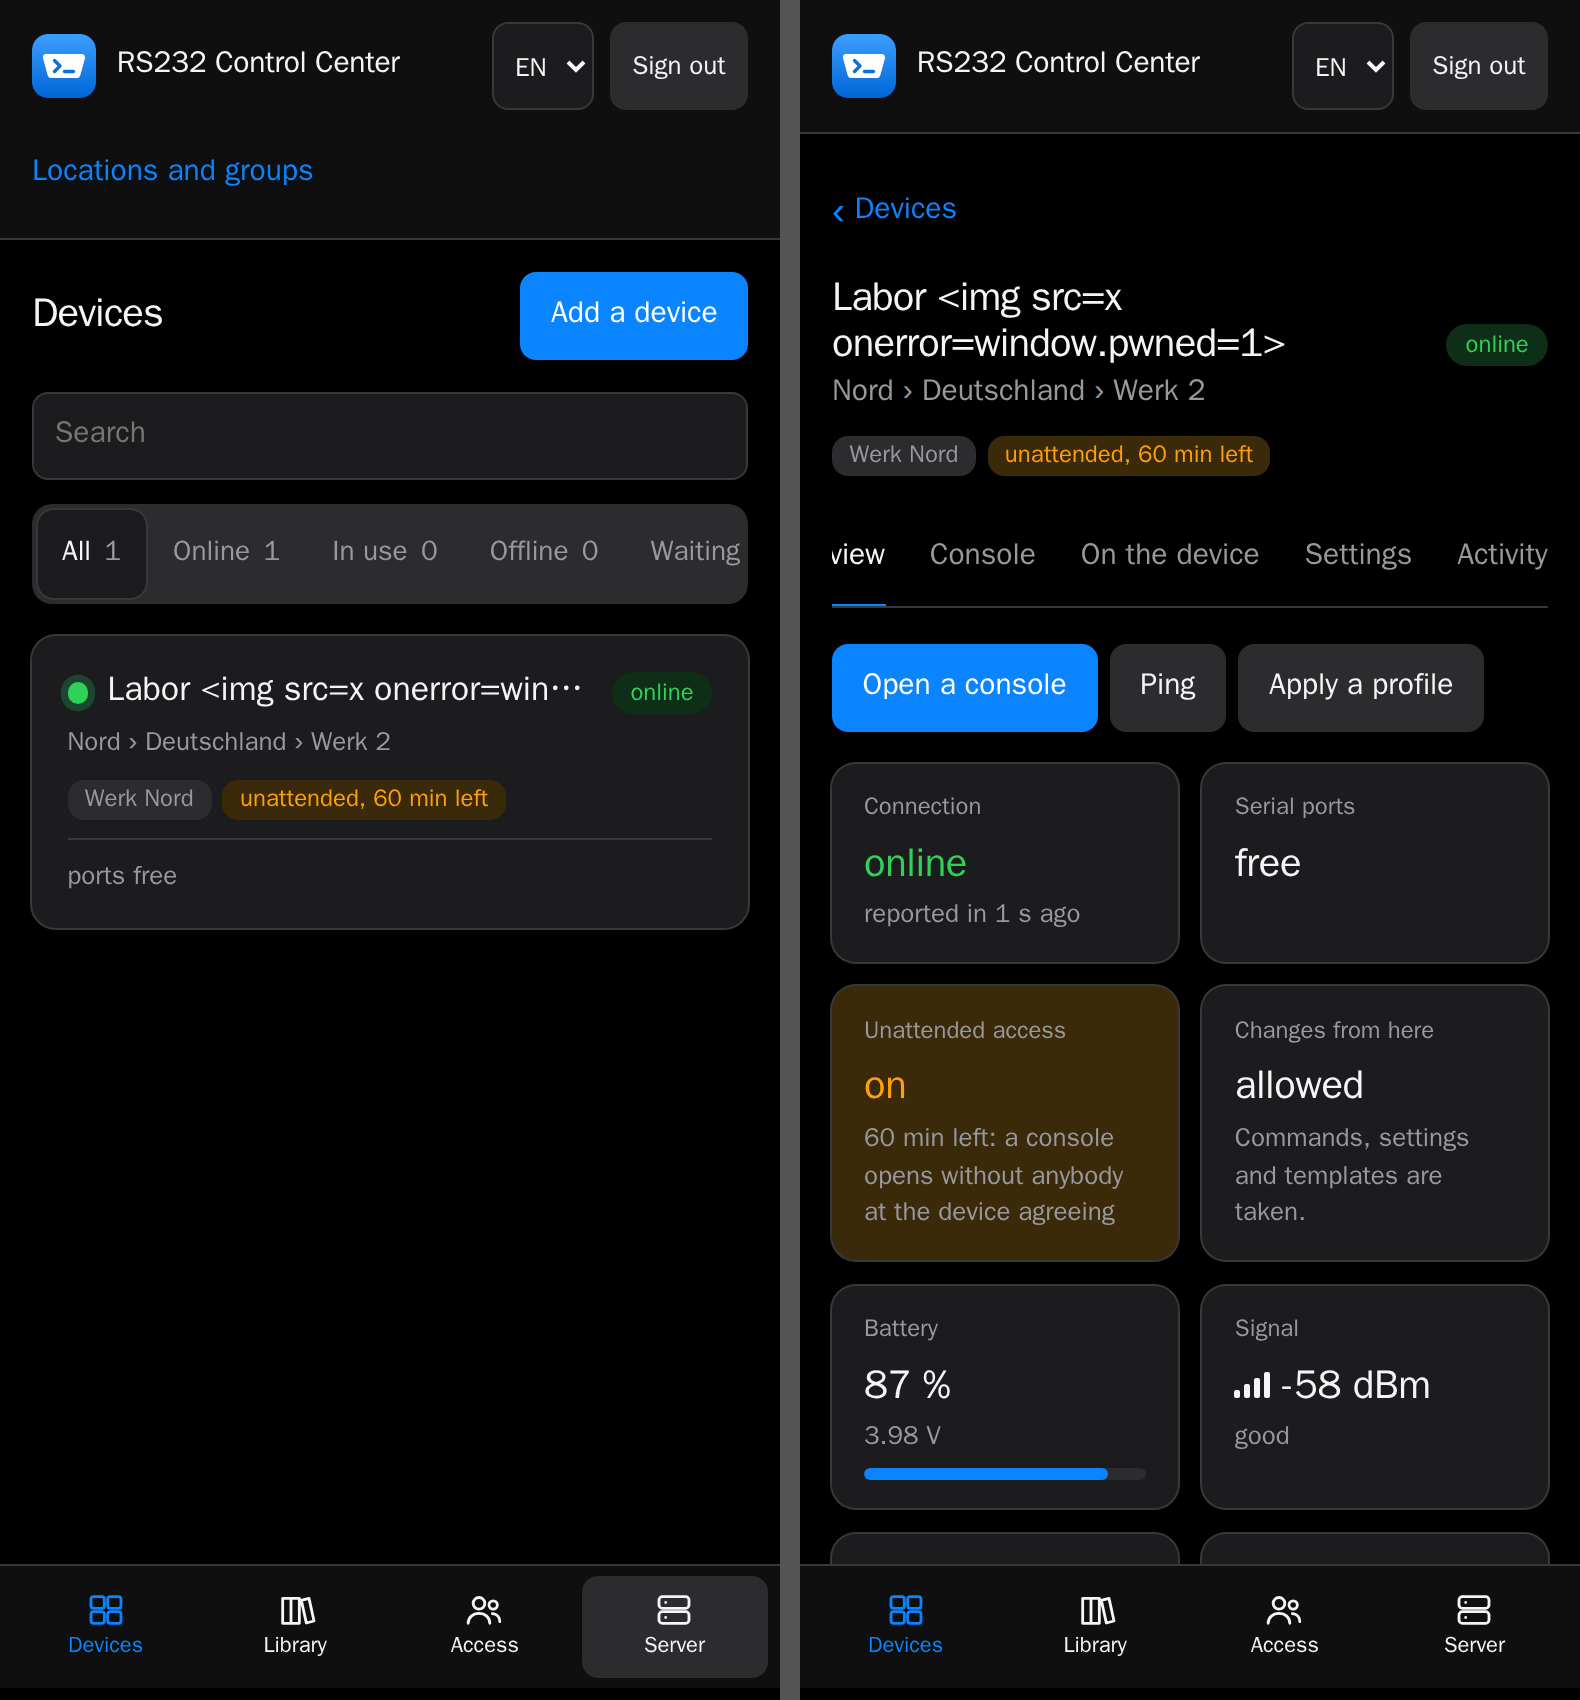 RS232 Control Center
EN
Sign out
Locations and groups
Devices
Add a device
Search
All 1
Online 1
In use 0
Offline 0
Waiting
Labor <img src=x onerror=win···
online
Nord › Deutschland › Werk 2
Werk Nord
unattended, 60 min left
ports free
Devices
Library
Access
Server
RS232 Control Center
EN
Sign out
‹ Devices
Labor <img src=x
onerror=window.pwned=1>
online
Nord › Deutschland › Werk 2
Werk Nord
unattended, 60 min left
view
Console
On the device
Settings
Activity
Open a console
Ping
Apply a profile
Connection
online
reported in 1 s ago
Serial ports
free
Unattended access
on
60 min left: a console
opens without anybody
at the device agreeing
Changes from here
allowed
Commands, settings
and templates are
taken.
Battery
87 %
3.98 V
Signal
-58 dBm
good
Devices
Library
Access
Server